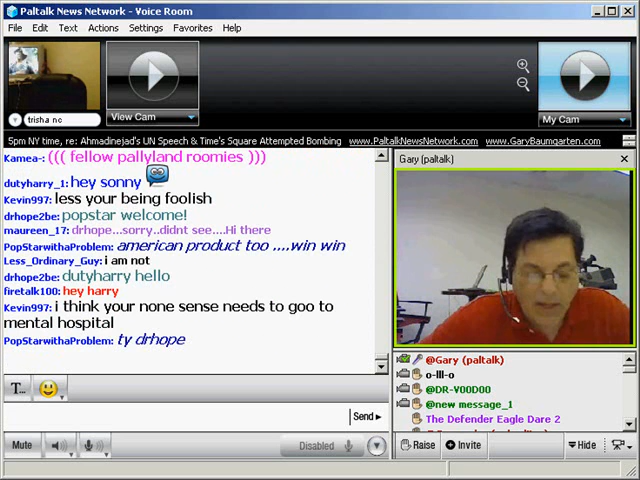 Paltalk News Network - Voice Room
File Edit Text Actions Settings Favorites Help
trisha no
View Cam
My Cam
5pm NY time, re: Ahmadinejad's UN Speech & Time's Square Attempted Bombing www.PaltalkNewsNetwork.com www.GaryBaumgarten.com
Kamea-: ((( fellow pallyland roomies )))
dutyharry_1: hey sonny
Kevin997: less your being foolish
drhope2be: popstar welcome!
maureen_17: drhope...sorry..didnt see....Hi there
PopStarwithaProblem: american product too ....win win
Less_Ordinary_Guy: i am not
drhope2be: dutyharry hello
firetalk100: hey harry
Kevin997: i think your none sense needs to goo to
mental hospital
PopStarwithaProblem: ty drhope
T...
Send
Mute
Disabled
Gary (paltalk)
@Gary (paltalk)
o-III-o
@DR-V00D00
@new message_1
The Defender Eagle Dare 2
Raise Invite Hide